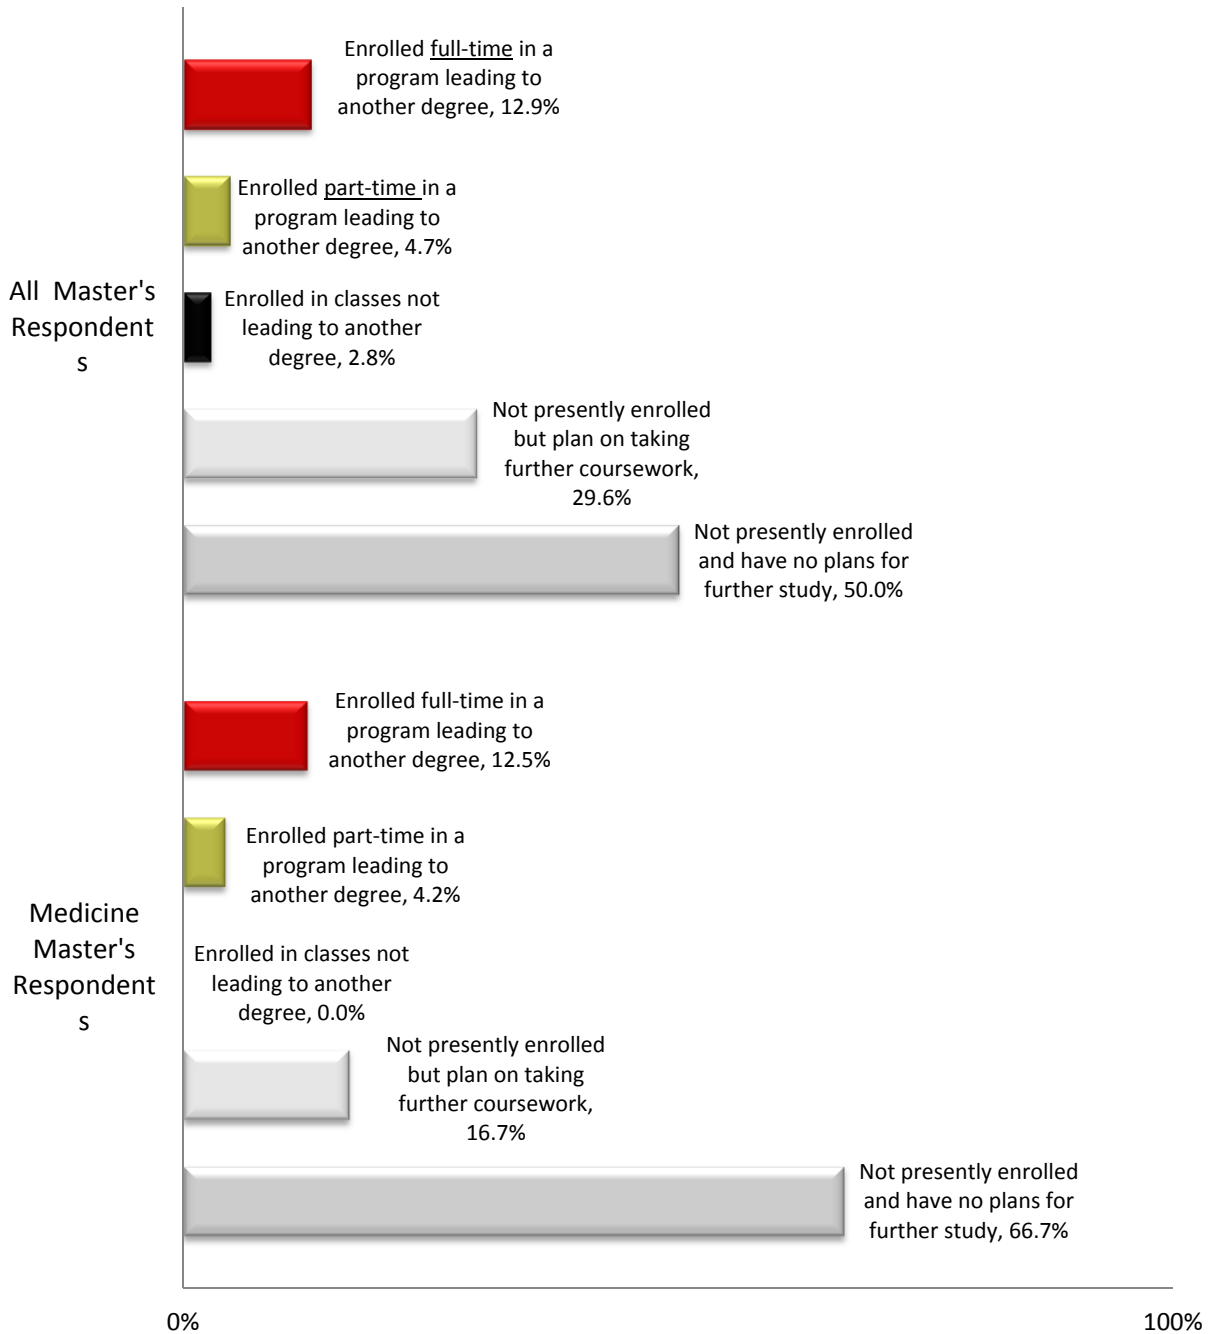 Enrolled full-time in a
program leading to
another degree, 12.9%
Enrolled part-time in a
program leading to
another degree, 4.7%
All Master's
Respondent
s
Enrolled in classes not
leading to another
degree, 2.8%
Not presently enrolled
but plan on taking
further coursework,
29.6%
Not presently enrolled
and have no plans for
further study, 50.0%
Enrolled full-time in a
program leading to
another degree, 12.5%
Enrolled part-time in a
program leading to
another degree, 4.2%
Medicine
Master's
Respondent
s
Enrolled in classes not
leading to another
degree, 0.0%
Not presently enrolled
but plan on taking
further coursework,
16.7%
Not presently enrolled
and have no plans for
further study, 66.7%
0%
100%